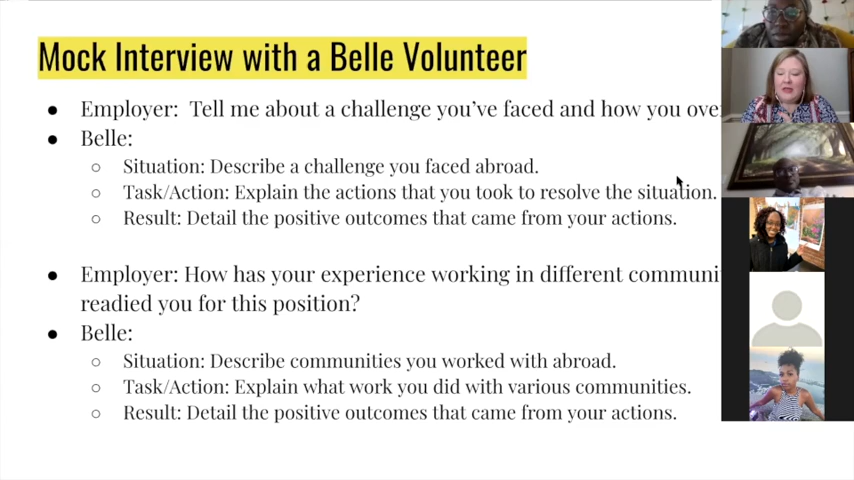 Mock Interview with a Belle Volunteer
● Employer: Tell me about a challenge you've faced and how you
● Belle:
○ Situation: Describe a challenge you faced abroad.
○ Task/Action: Explain the actions that you took to resolve the situation.
○ Result: Detail the positive outcomes that came from your actions.
● Employer: How has your experience working in different
readied you for this position?
● Belle:
○ Situation: Describe communities you worked with abroad.
○ Task/Action: Explain what work you did with various communities.
○ Result: Detail the positive outcomes that came from your actions.